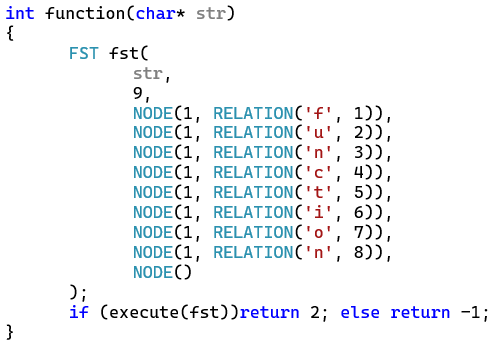 int function(char* str)
{
FST fst(
str,
9,
NODE(1, RELATION('f', 1)),
NODE(1, RELATION('u', 2)),
NODE(1, RELATION('n', 3)),
NODE(1, RELATION('c', 4)),
NODE(1, RELATION('t', 5)),
NODE(1, RELATION('i', 6)),
NODE(1, RELATION('o', 7)),
NODE(1, RELATION('n', 8)),
NODE()
);
if (execute(fst))return 2; else return -1;
}